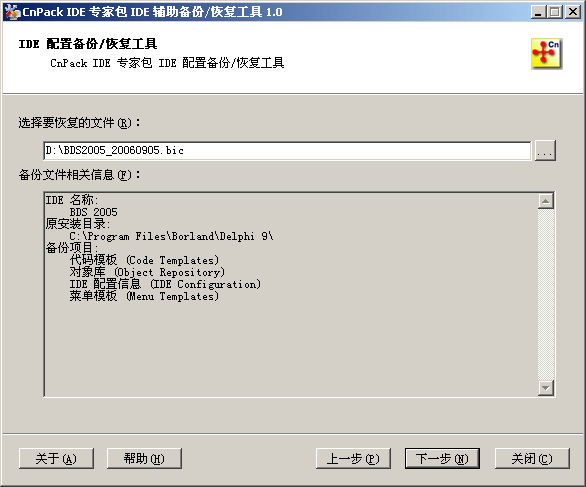 CnPack IDE 专家包 IDE 辅助备份/恢复工具 1.0
IDE 配置备份/恢复工具
CnPack IDE 专家包 IDE 配置备份/恢复工具
Cn
选择要恢复的文件(R)：
D:\BDS2005_20060905.bic
...
备份文件相关信息(F)：
IDE 名称:
BDS 2005
原安装目录:
C:\Program Files\Borland\Delphi 9\
备份项目:
代码模板 (Code Templates)
对象库 (Object Repository)
IDE 配置信息 (IDE Configuration)
菜单模板 (Menu Templates)
关于(A) 帮助(H) 上一步(P) 下一步(N) 关闭(C)